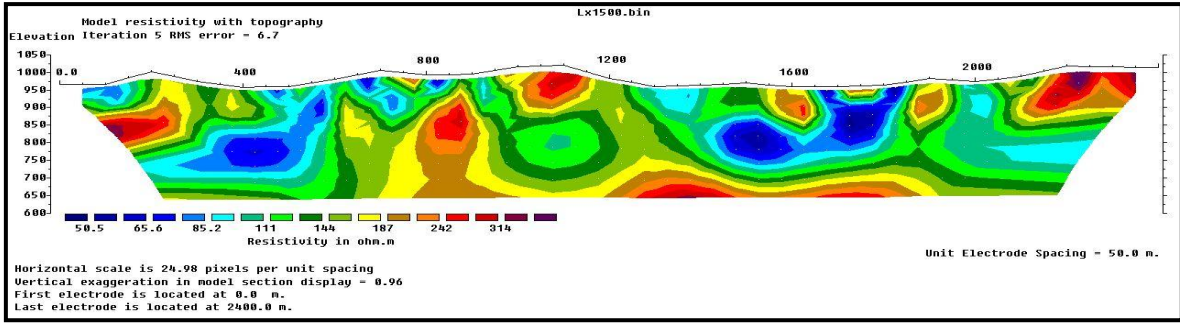 Lx1500.bin
Model resistivity with topography
Elevation Iteration 5 RMS error = 6.7
1050
1000
950
900
850
800
750
700
650
600
0.0 400 800 1200 1600 2000
50.5 65.6 85.2 111 144 187 242 314
Resistivity in ohm.m
Unit Electrode Spacing = 50.0 m.
Horizontal scale is 24.98 pixels per unit spacing
Vertical exaggeration in model section display = 0.96
First electrode is located at 0.0 m.
Last electrode is located at 2400.0 m.